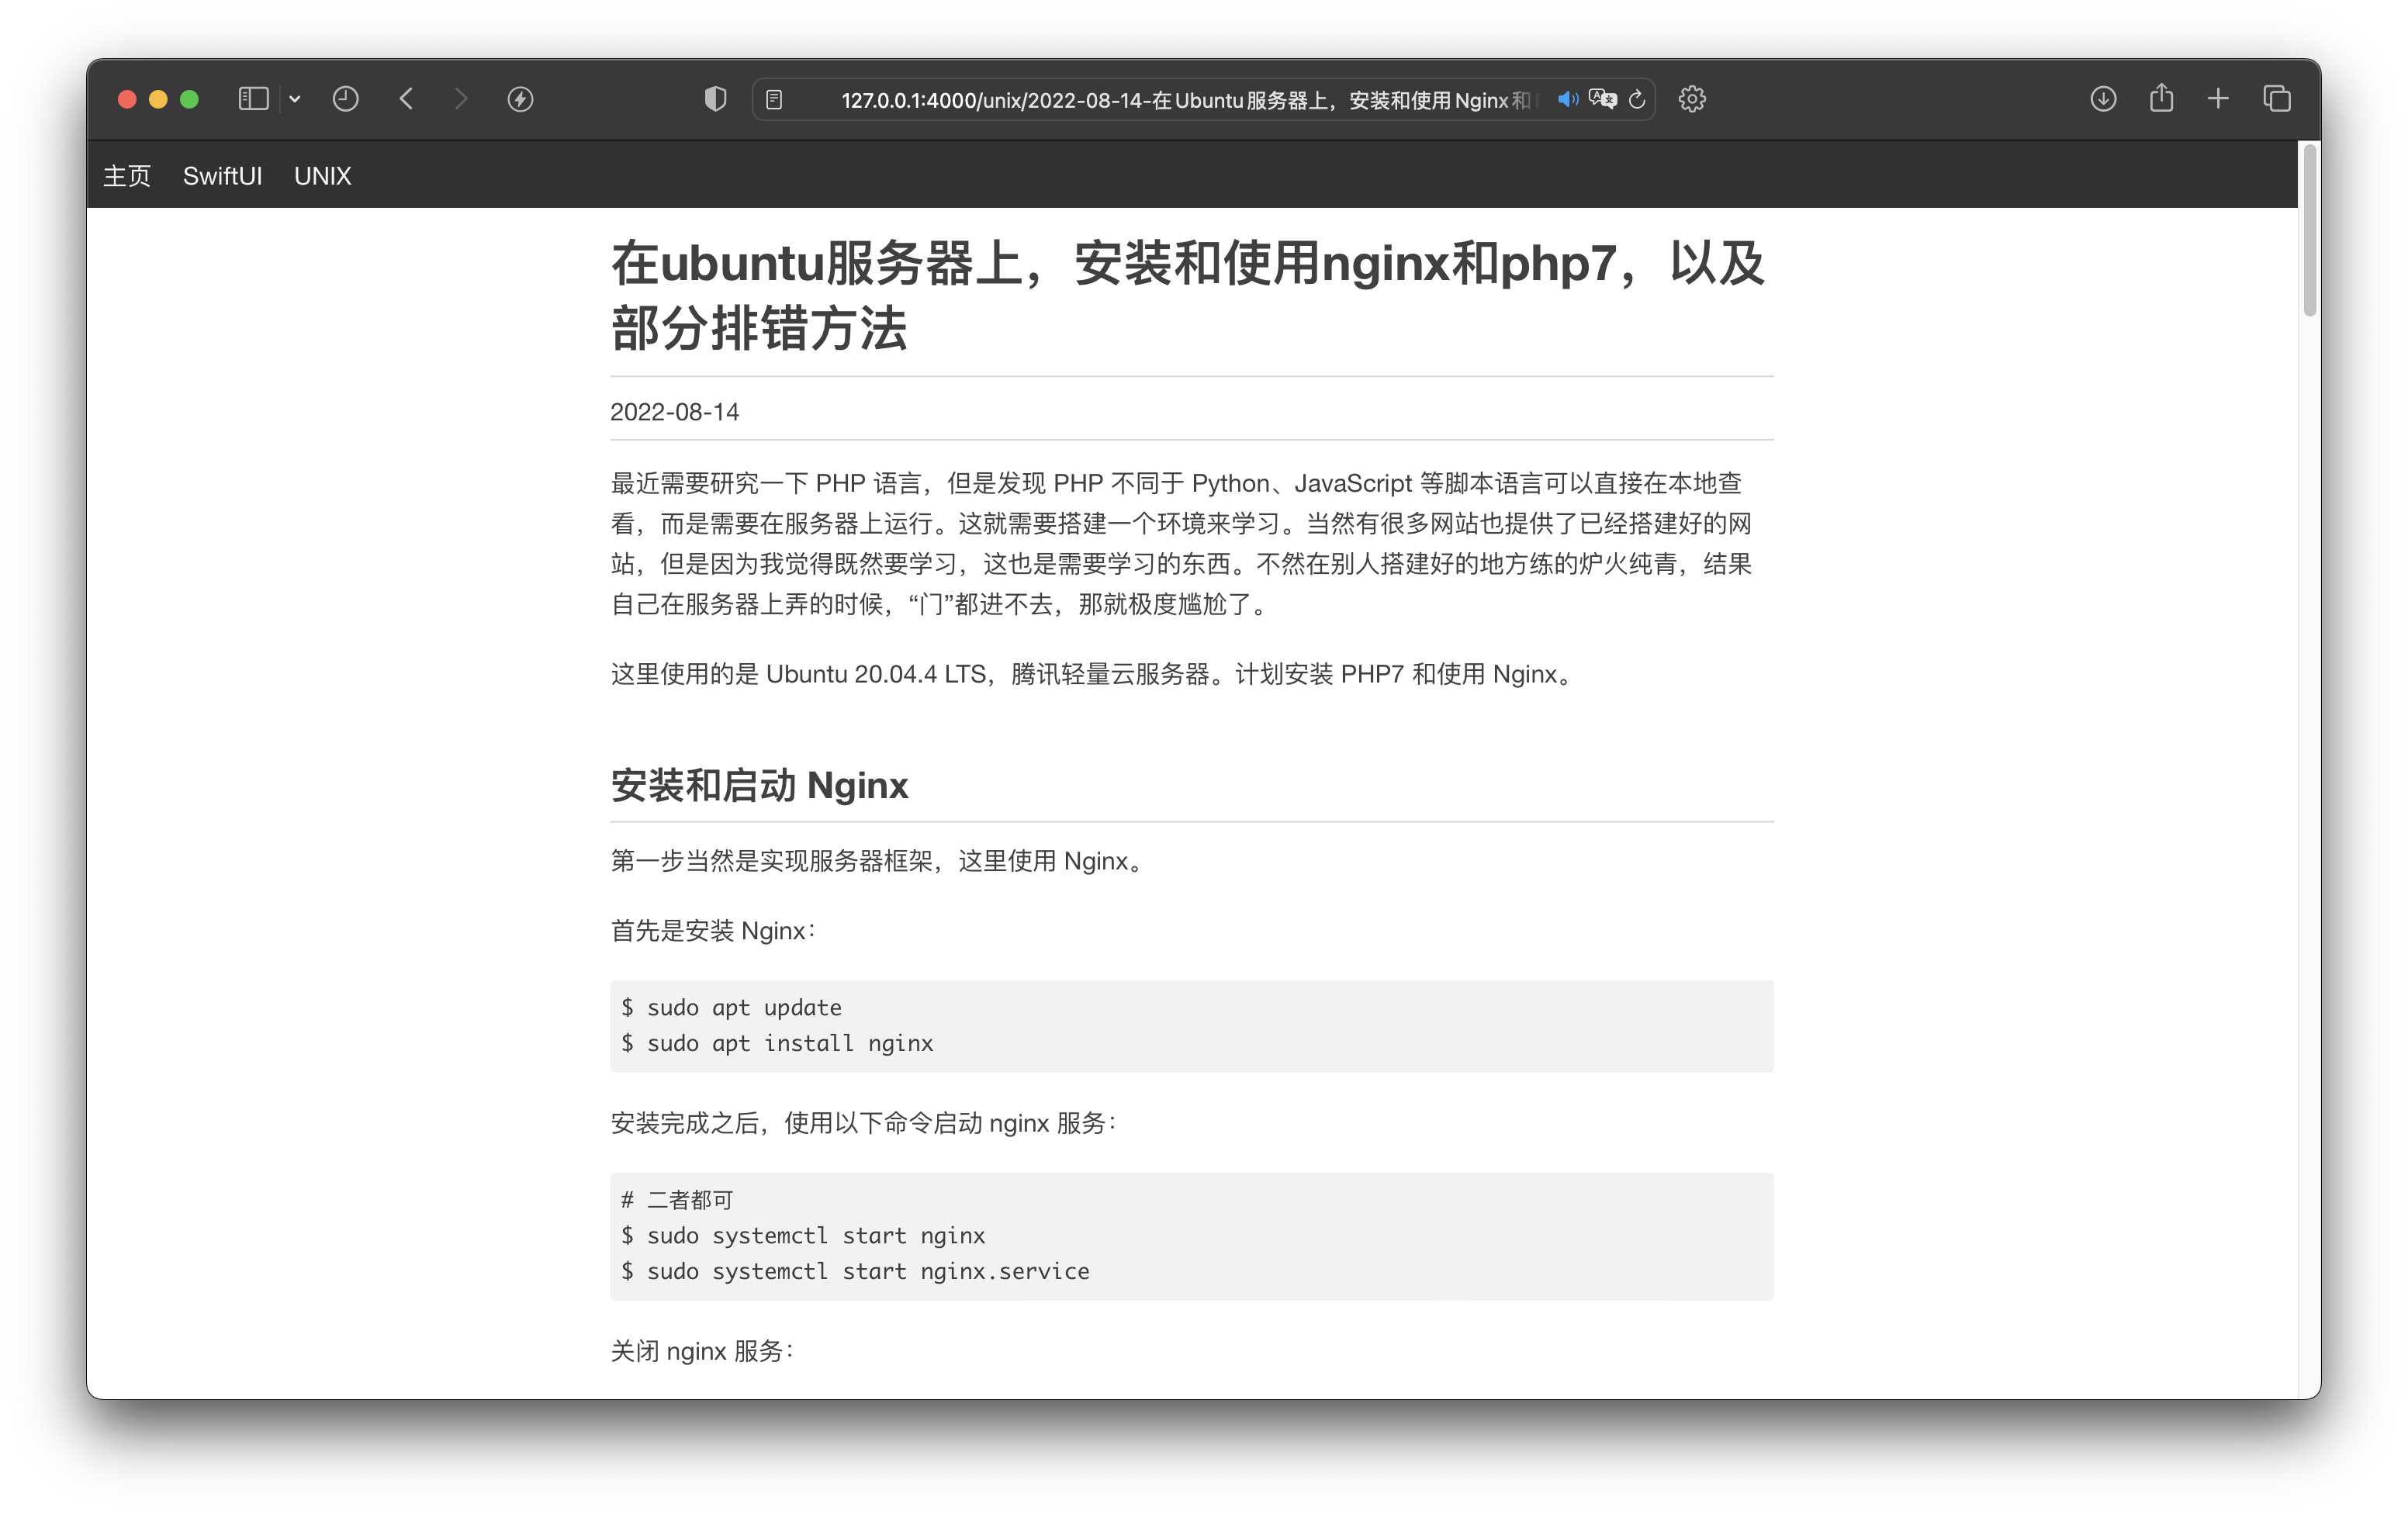 127.0.0.1:4000/unix/2022-08-14-在Ubuntu服务器上，安装和使用Nginx和
主页 SwiftUI UNIX
在ubuntu服务器上，安装和使用nginx和php7，以及
部分排错方法
2022-08-14
最近需要研究一下 PHP 语言，但是发现 PHP 不同于 Python、JavaScript 等脚本语言可以直接在本地查
看，而是需要在服务器上运行。这就需要搭建一个环境来学习。当然有很多网站也提供了已经搭建好的网
站，但是因为我觉得既然要学习，这也是需要学习的东西。不然在别人搭建好的地方练的炉火纯青，结果
自己在服务器上弄的时候，“门”都进不去，那就极度尴尬了。
这里使用的是 Ubuntu 20.04.4 LTS，腾讯轻量云服务器。计划安装 PHP7 和使用 Nginx。
安装和启动 Nginx
第一步当然是实现服务器框架，这里使用 Nginx。
首先是安装 Nginx：
$ sudo apt update
$ sudo apt install nginx
安装完成之后，使用以下命令启动 nginx 服务：
# 二者都可
$ sudo systemctl start nginx
$ sudo systemctl start nginx.service
关闭 nginx 服务：